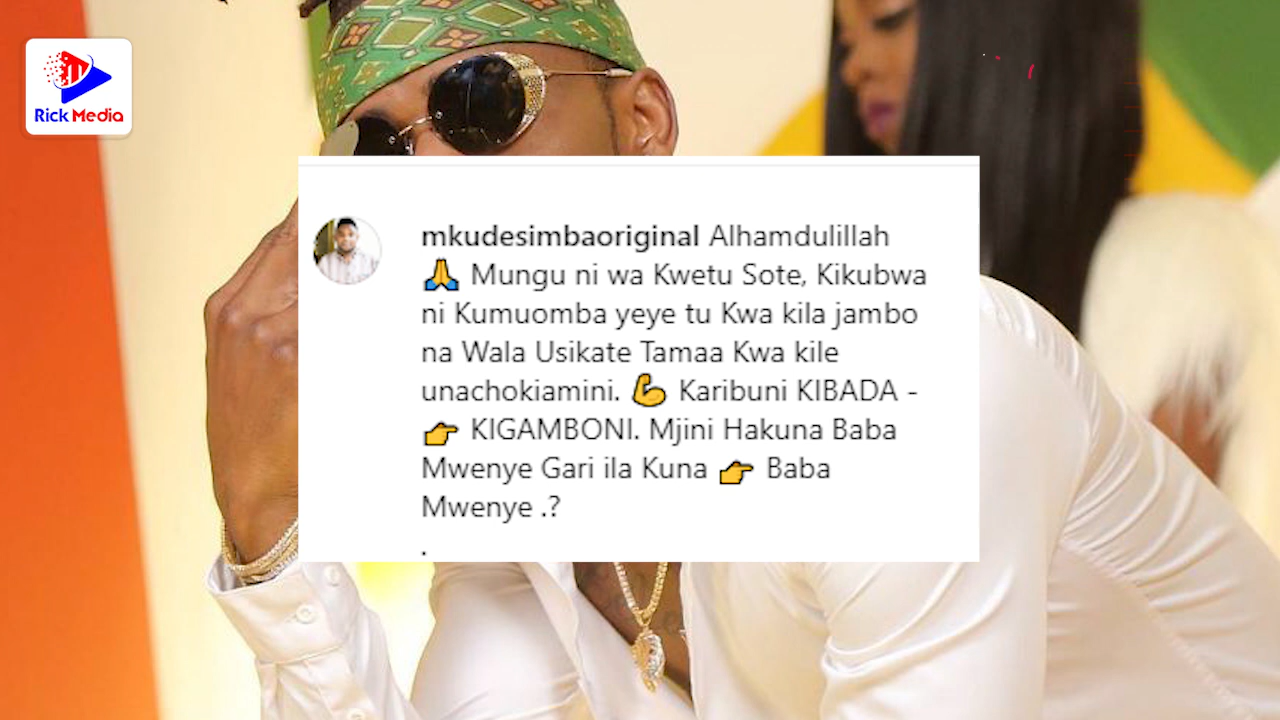 Rick Media
mkudesimbaoriginal Alhamdulillah
🙏 Mungu ni wa Kwetu Sote, Kikubwa
ni Kumuomba yeye tu Kwa kila jambo
na Wala Usikate Tamaa Kwa kile
unachokiamini. 💪 Karibuni KIBADA -
👉 KIGAMBONI. Mjini Hakuna Baba
Mwenye Gari ila Kuna 👉 Baba
Mwenye .?
.